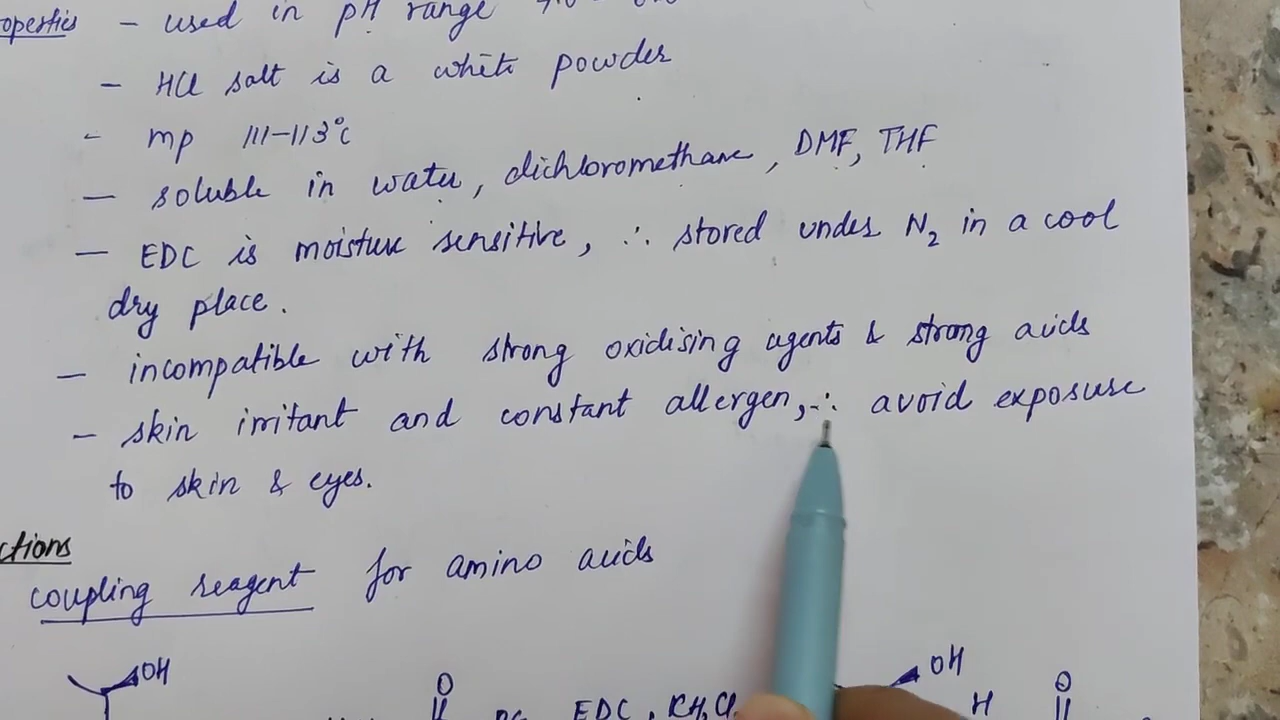 operties – used in pH range
– HCl salt is a white powder
- mp 111-113°C
– soluble in water, dichloromethane, DMF, THF
– EDC is moisture sensitive, ∴ stored under N₂ in a cool
dry place.
– incompatible with strong oxidising agents & strong acids
– skin irritant and constant allergen, ∴ avoid exposure
to skin & eyes.
ctions
coupling reagent for amino acids
OH
OH
O
EDC, CH₂Cl₂
H
O